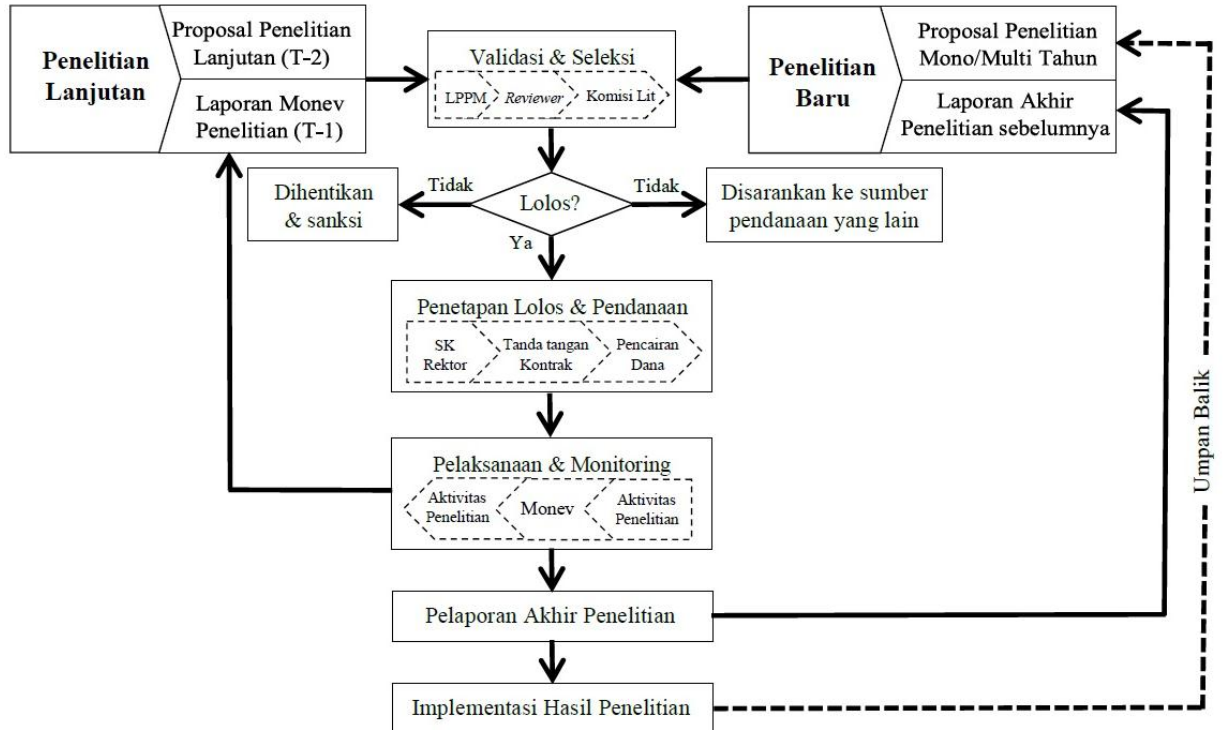 Penelitian
Lanjutan
Proposal Penelitian
Lanjutan (T-2)
Laporan Monev
Penelitian (T-1)
Validasi & Seleksi
LPPM
Reviewer
Komisi Lit
Penelitian
Baru
Proposal Penelitian
Mono/Multi Tahun
Laporan Akhir
Penelitian sebelumnya
Dihentikan
& sanksi
Tidak
Lolos?
Tidak
Disarankan ke sumber
pendanaan yang lain
Ya
Penetapan Lolos & Pendanaan
SK
Rektor
Tanda tangan
Kontrak
Pencairan
Dana
Umpan Balik
Pelaksanaan & Monitoring
Aktivitas
Penelitian
Monev
Aktivitas
Penelitian
Pelaporan Akhir Penelitian
Implementasi Hasil Penelitian